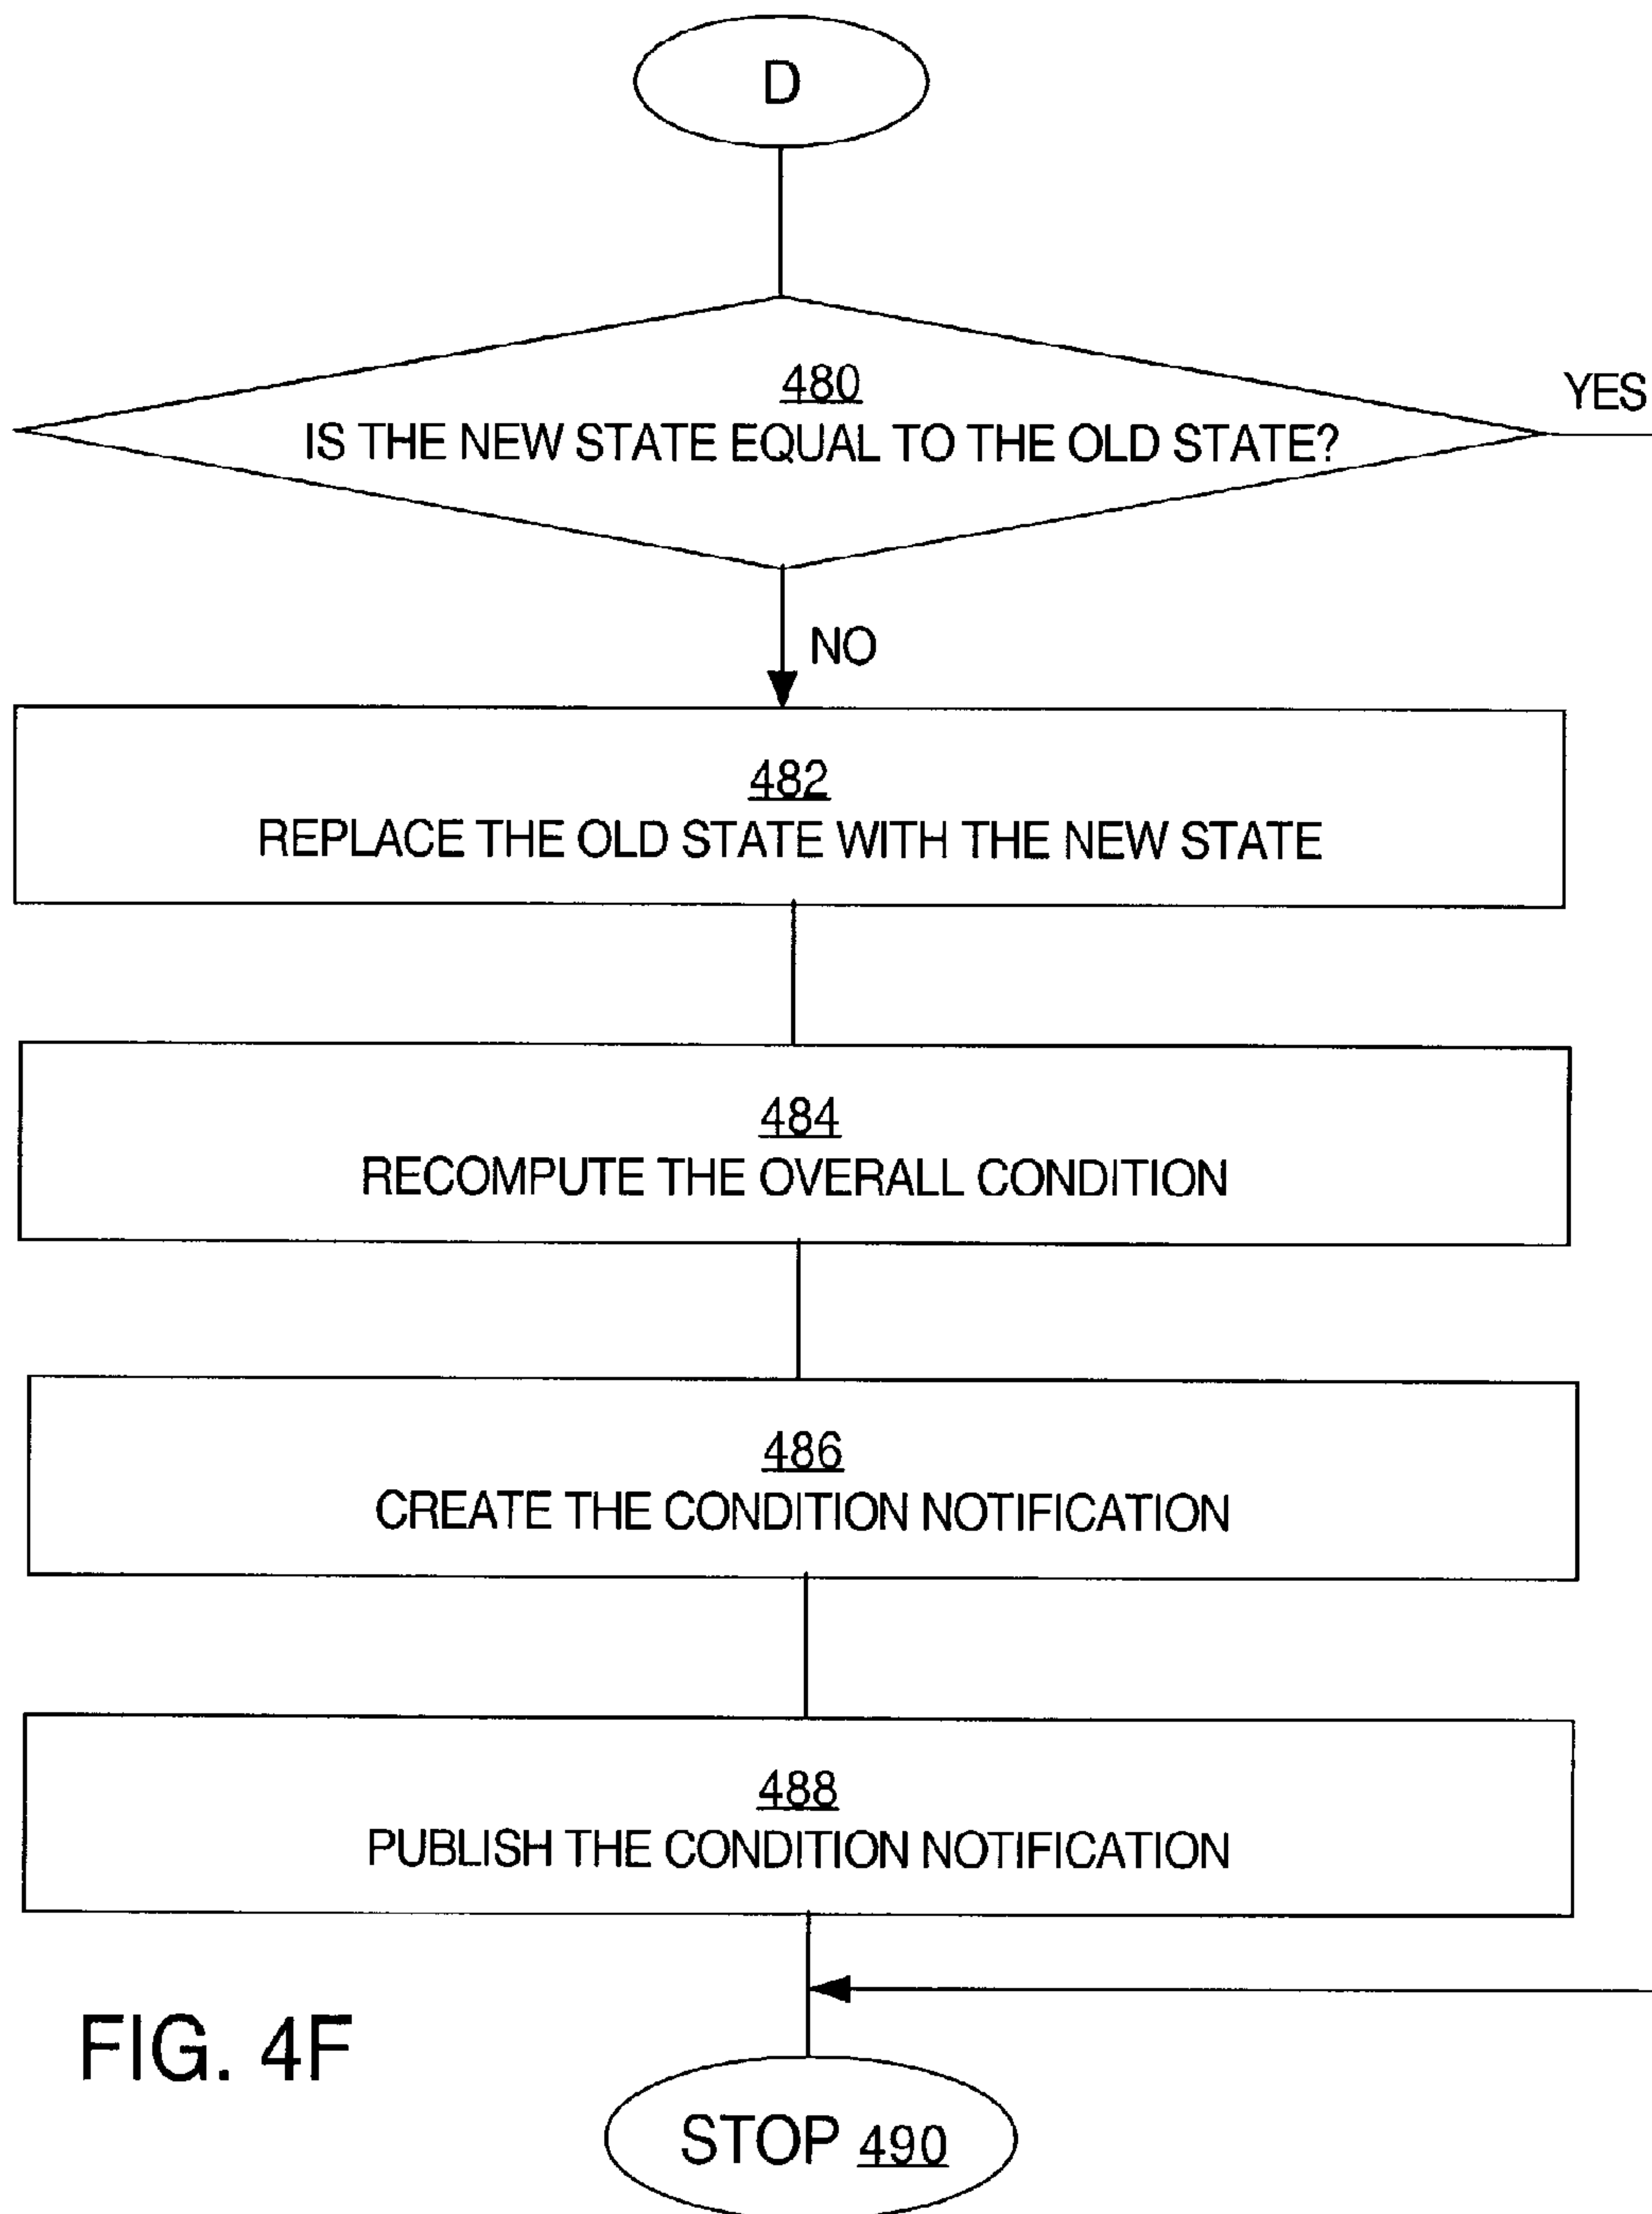 D
480
IS THE NEW STATE EQUAL TO THE OLD STATE?
YES
NO
482
REPLACE THE OLD STATE WITH THE NEW STATE
484
RECOMPUTE THE OVERALL CONDITION
486
CREATE THE CONDITION NOTIFICATION
488
PUBLISH THE CONDITION NOTIFICATION
FIG. 4F
STOP 490